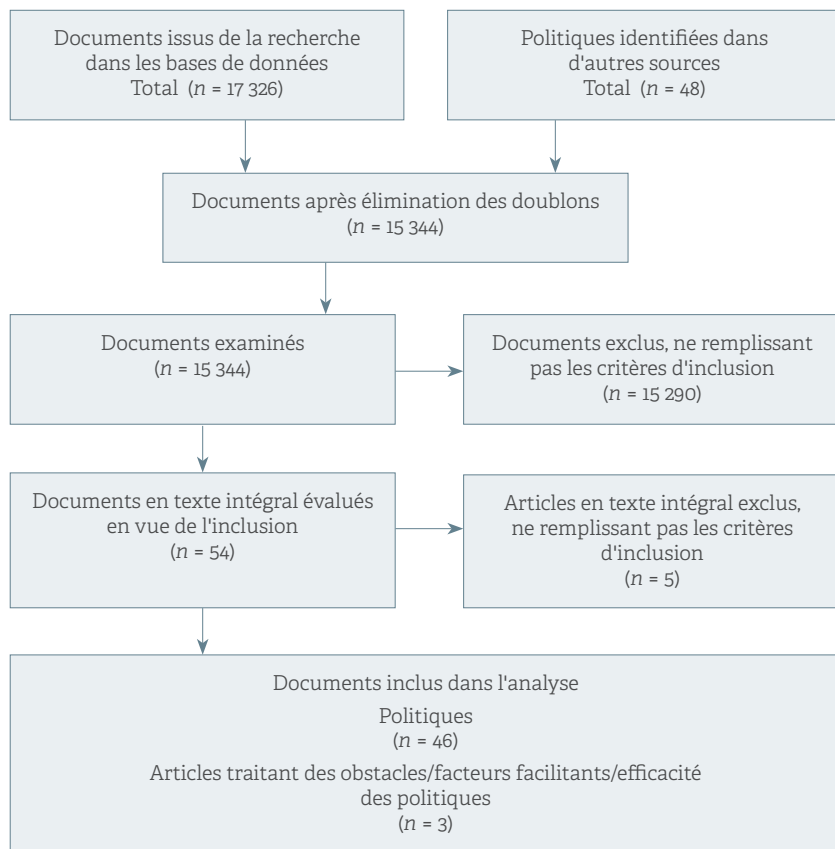 Documents issus de la recherche
dans les bases de données
Total (n = 17 326)
Politiques identifiées dans
d'autres sources
Total (n = 48)
Documents après élimination des doublons
(n = 15 344)
Documents examinés
(n = 15 344)
Documents exclus, ne remplissant
pas les critères d'inclusion
(n = 15 290)
Documents en texte intégral évalués
en vue de l'inclusion
(n = 54)
Articles en texte intégral exclus,
ne remplissant pas les critères
d'inclusion
(n = 5)
Documents inclus dans l'analyse
Politiques
(n = 46)
Articles traitant des obstacles/facteurs facilitants/efficacité
des politiques
(n = 3)